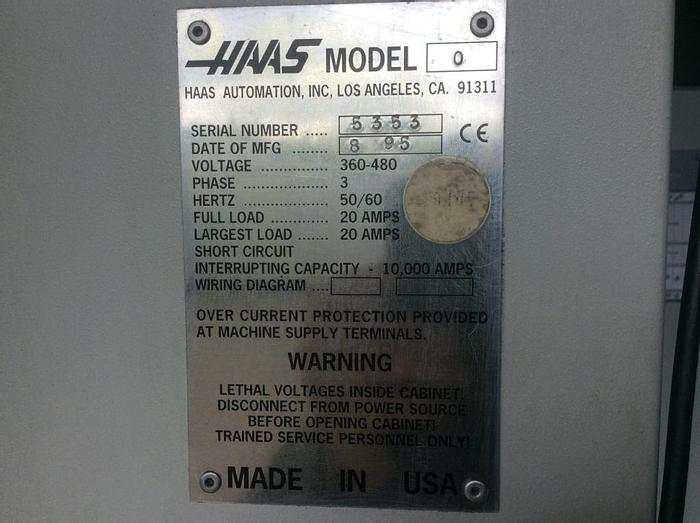 HAAS MODEL 0
HAAS AUTOMATION, INC, LOS ANGELES, CA. 91311
SERIAL NUMBER ..... 5353
DATE OF MFG ........ 8 95
CE
VOLTAGE ............... 360-480
PHASE ..................... 3
HERTZ ..................... 50/60
FULL LOAD ............. 20 AMPS
LARGEST LOAD ....... 20 AMPS
SHORT CIRCUIT
INTERRUPTING CAPACITY - 10,000 AMPS
WIRING DIAGRAM ....
OVER CURRENT PROTECTION PROVIDED
AT MACHINE SUPPLY TERMINALS.
WARNING
LETHAL VOLTAGES INSIDE CABINET.
DISCONNECT FROM POWER SOURCE
BEFORE OPENING CABINET!
TRAINED SERVICE PERSONNEL ONLY!
MADE IN USA